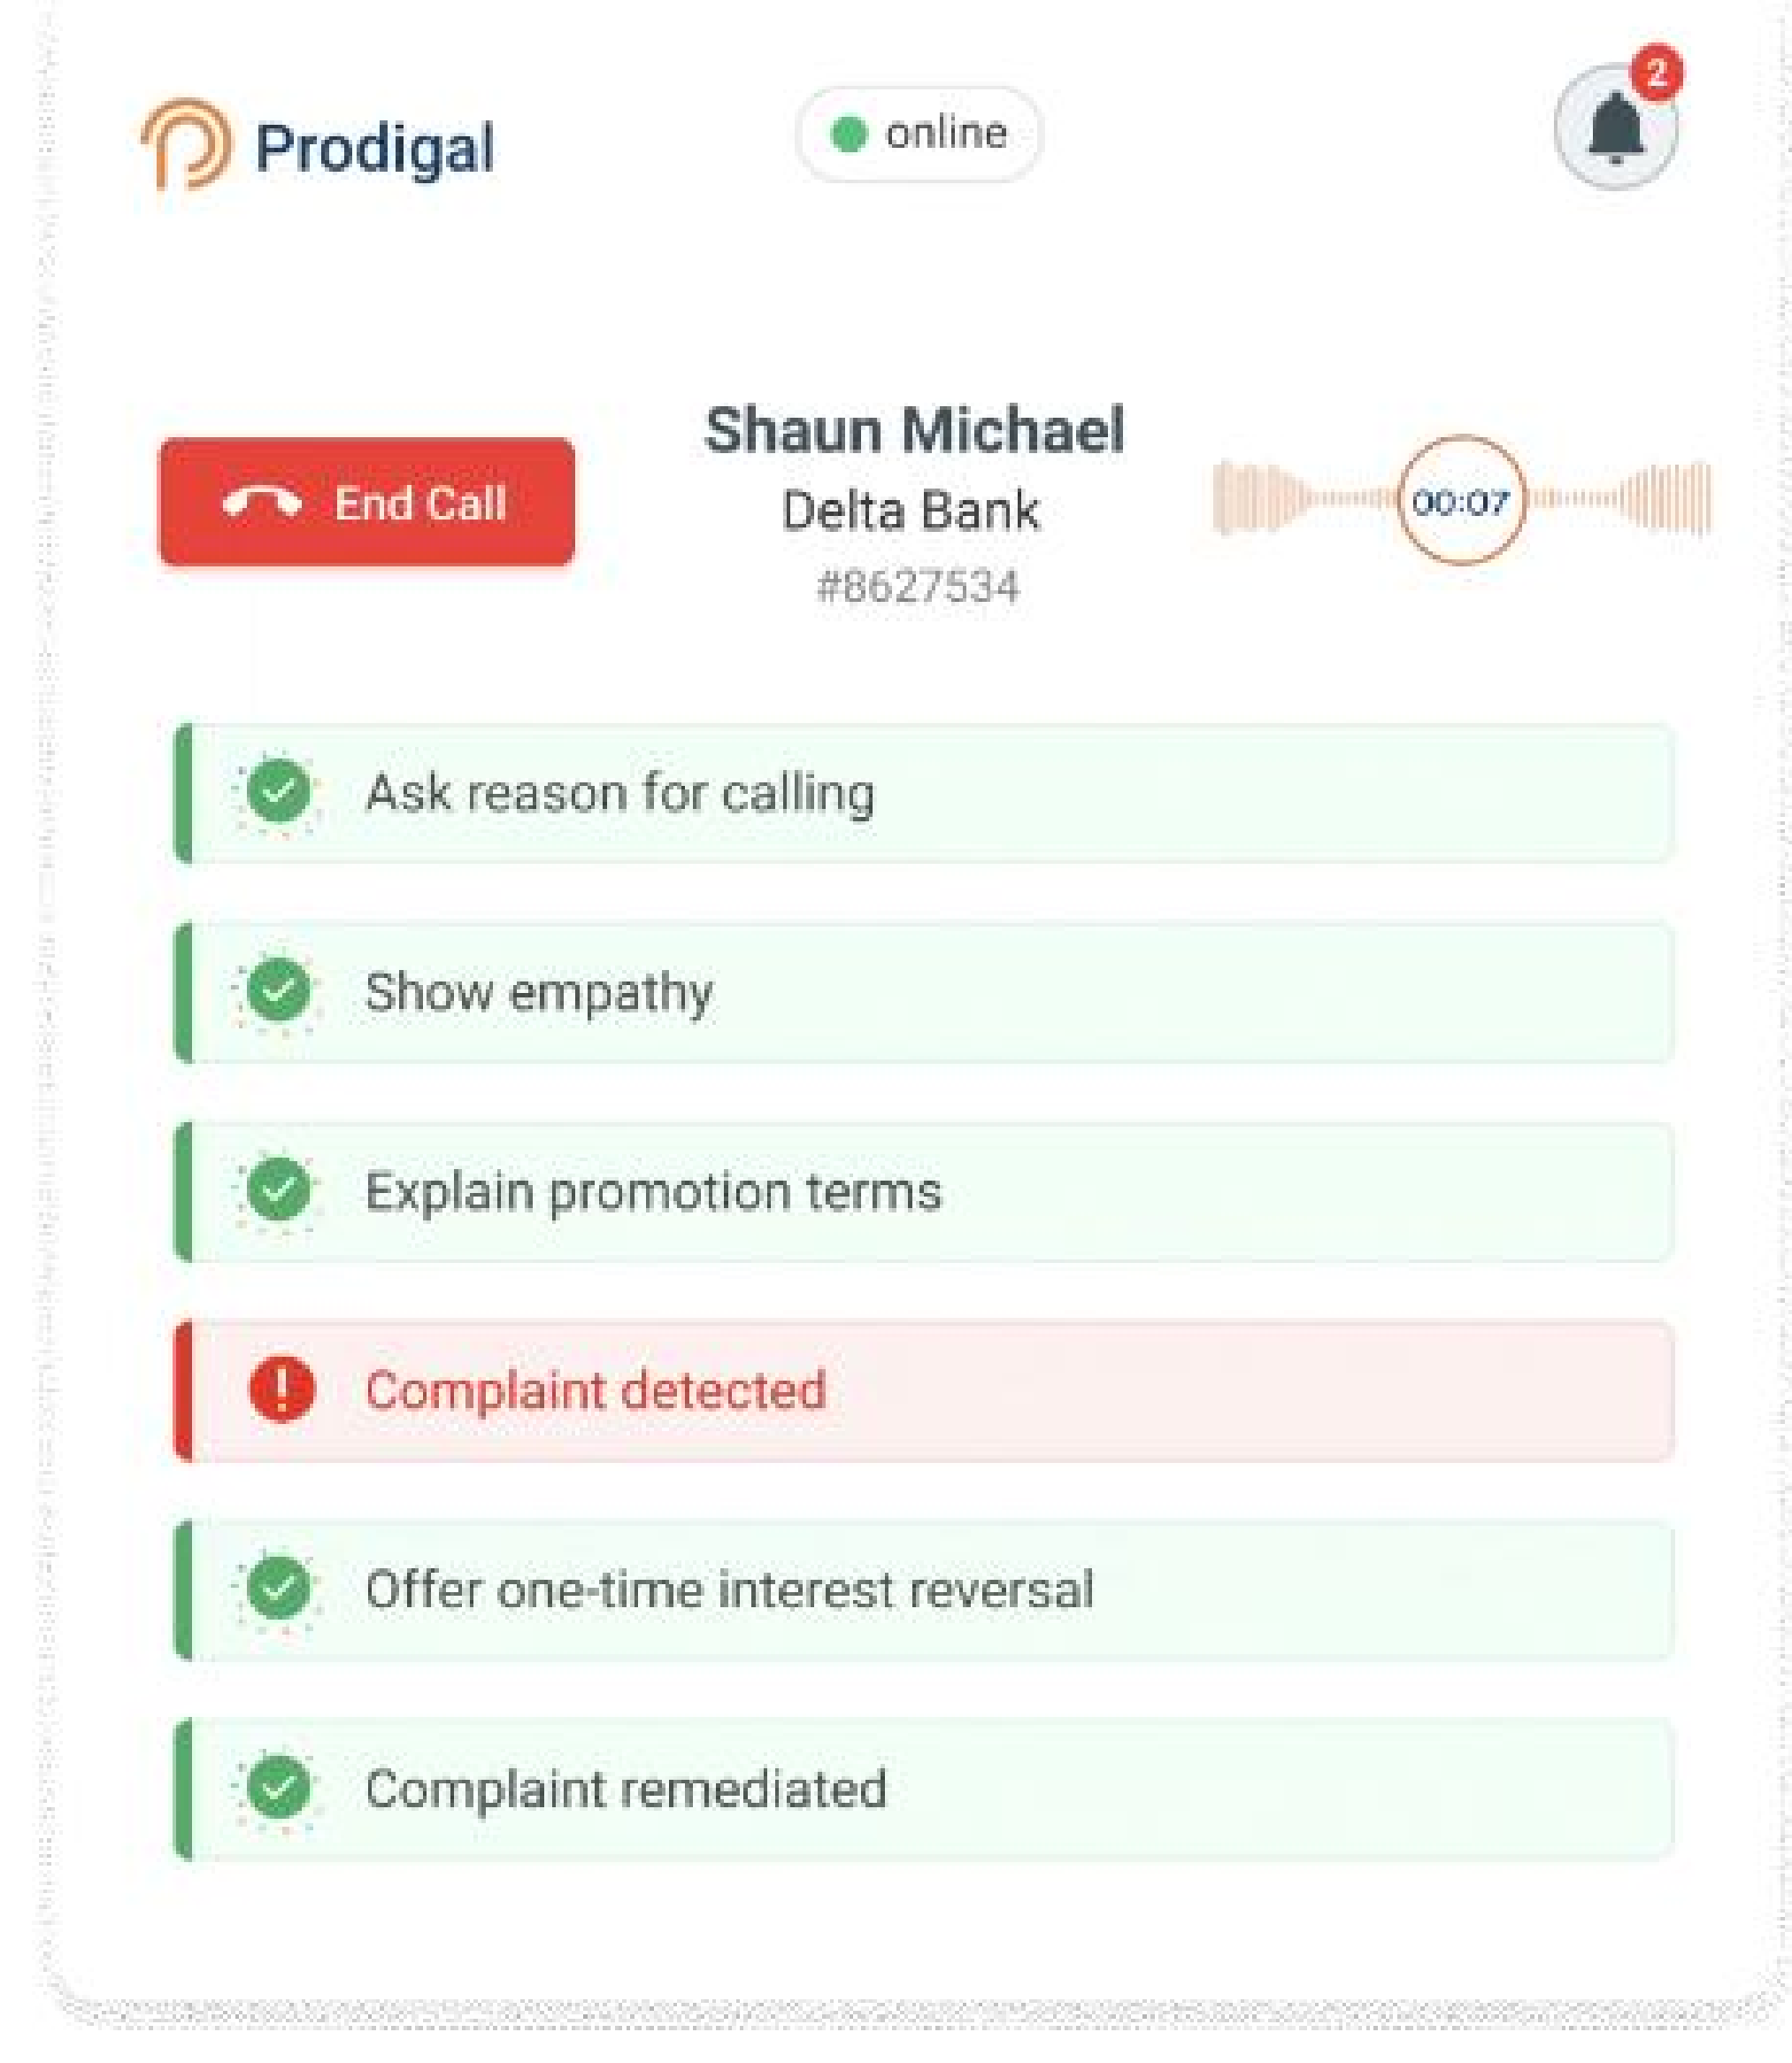 Prodigal
online
2
Shaun Michael
End Call
Delta Bank
00:07
#8627534
Ask reason for calling
Show empathy
Explain promotion terms
Complaint detected
Offer one-time interest reversal
Complaint remediated